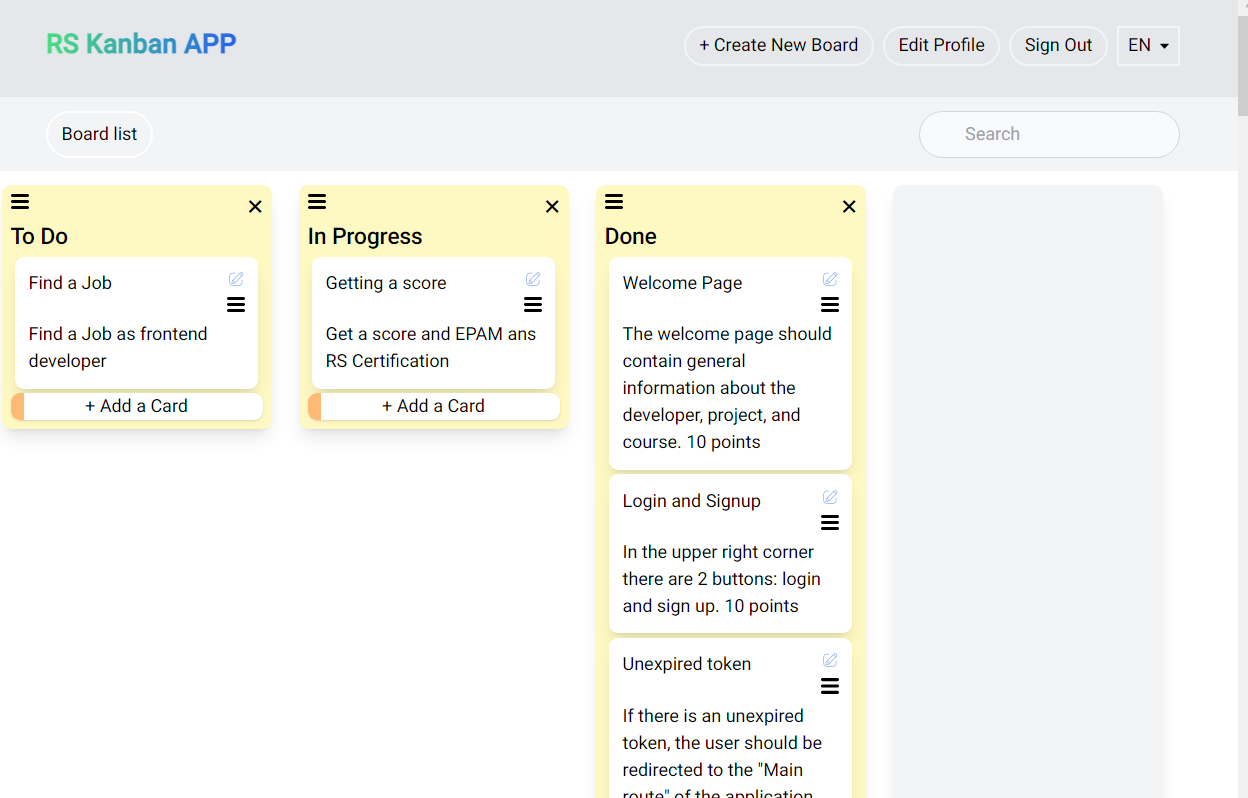 RS Kanban APP
+ Create New Board
Edit Profile
Sign Out
EN
Board list
Search
To Do
Find a Job
Find a Job as frontend
developer
+ Add a Card
In Progress
Getting a score
Get a score and EPAM ans
RS Certification
+ Add a Card
Done
Welcome Page
The welcome page should
contain general
information about the
developer, project, and
course. 10 points
Login and Signup
In the upper right corner
there are 2 buttons: login
and sign up. 10 points
Unexpired token
If there is an unexpired
token, the user should be
redirected to the "Main
route" of the application